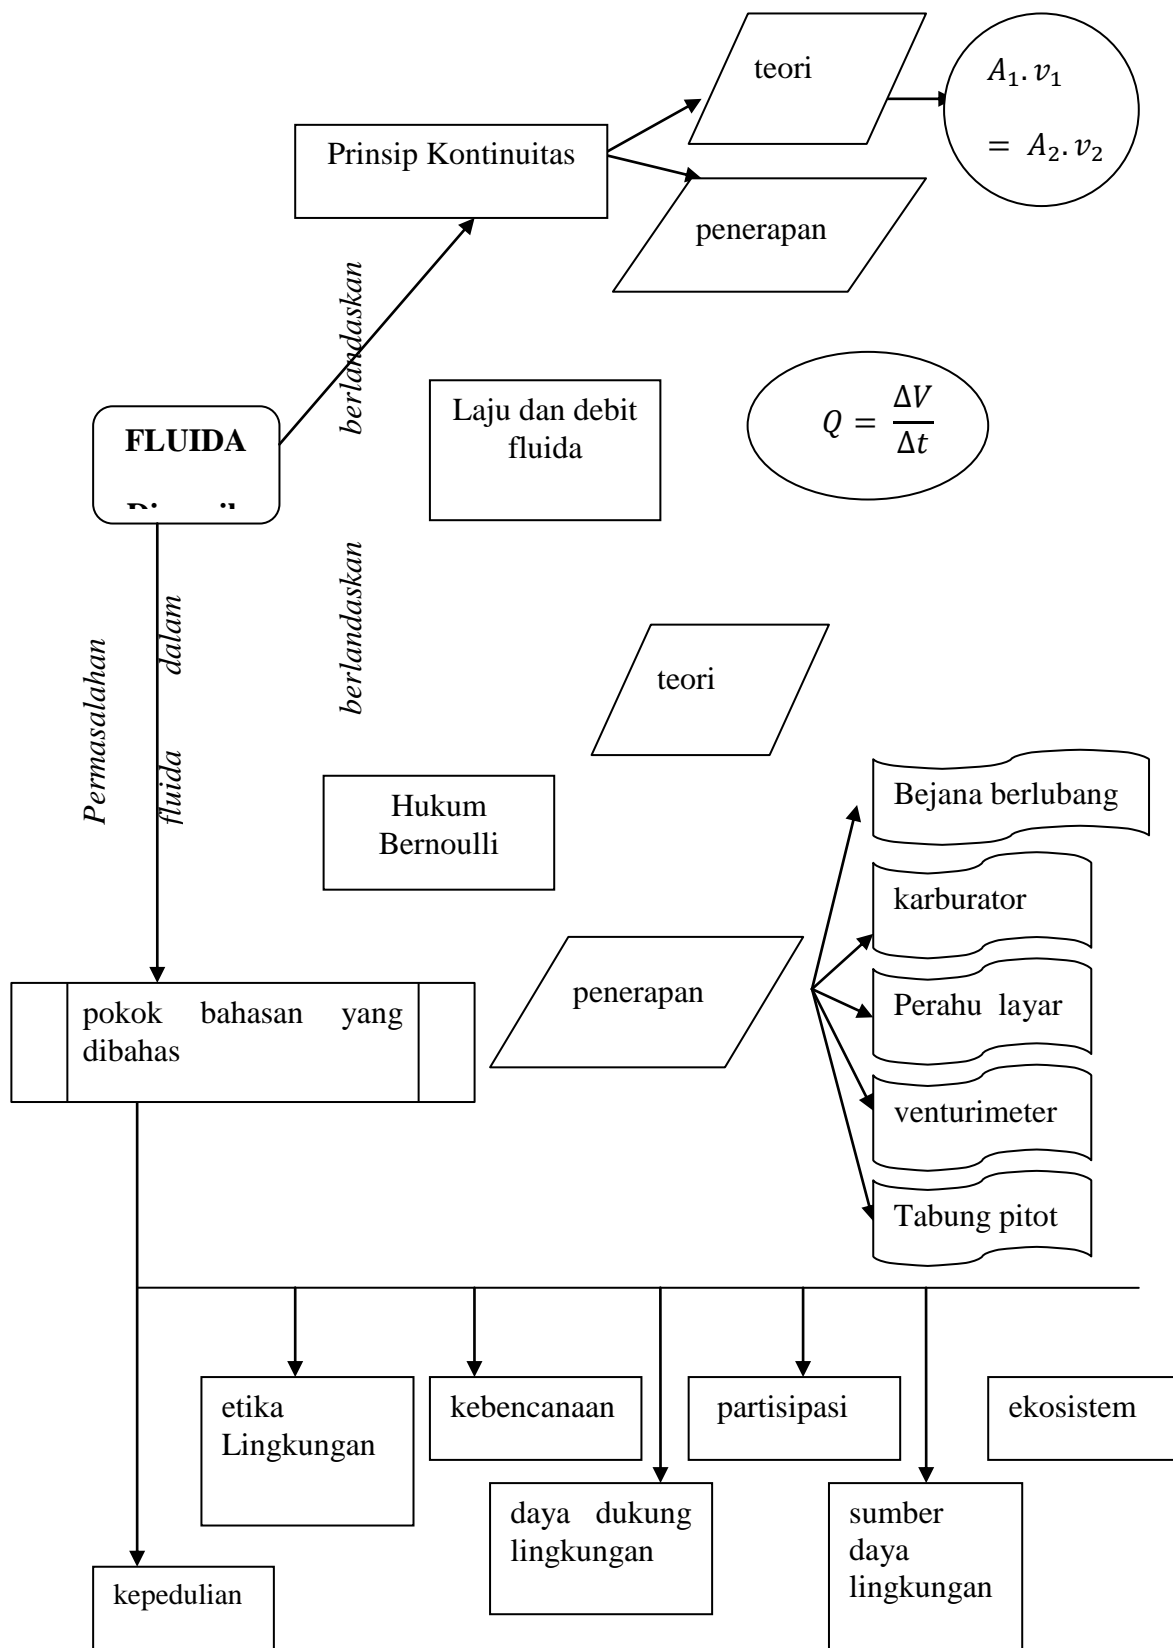 teori
A₁.v₁
= A₂.v₂
Prinsip Kontinuitas
penerapan
berlandaskan
Laju dan debit
fluida
Q = ΔV/Δt
FLUIDA
berlandaskan
Permasalahan dalam
fluida
teori
Hukum
Bernoulli
Bejana berlubang
karburator
penerapan
Perahu layar
venturimeter
Tabung pitot
pokok bahasan yang
dibahas
etika
Lingkungan
kebencanaan
partisipasi
ekosistem
daya dukung
lingkungan
sumber
daya
lingkungan
kepedulian